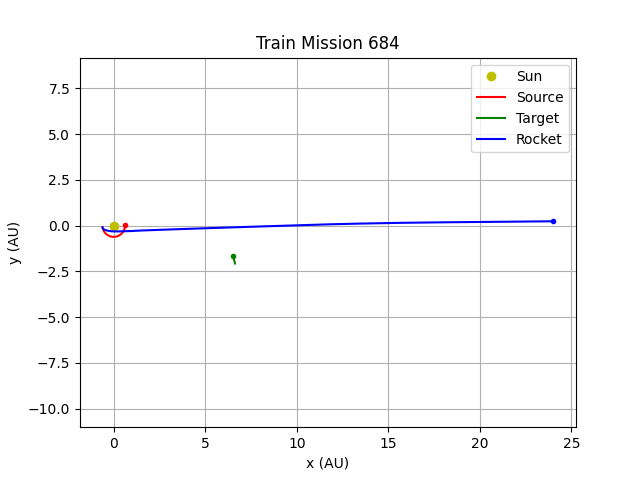 Train Mission 684
Sun
Source
Target
Rocket
7.5
5.0
2.5
0.0
−2.5
−5.0
−7.5
−10.0
y (AU)
0 5 10 15 20 25
x (AU)